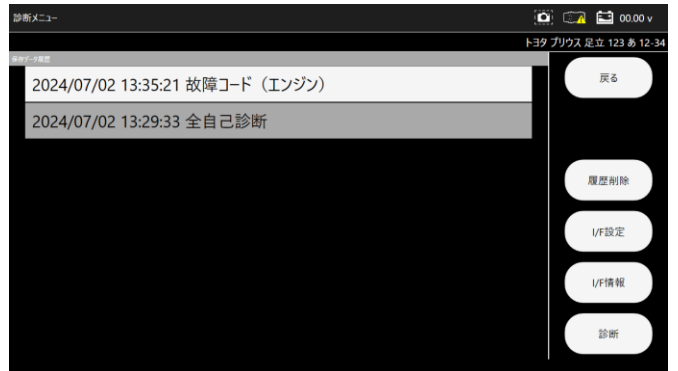 診断メニュー
00.00 v
トヨタ プリウス 足立 123 あ 12-34
保存データ履歴
戻る
2024/07/02 13:35:21 故障コード（エンジン）
2024/07/02 13:29:33 全自己診断
履歴削除
I/F設定
I/F情報
診断